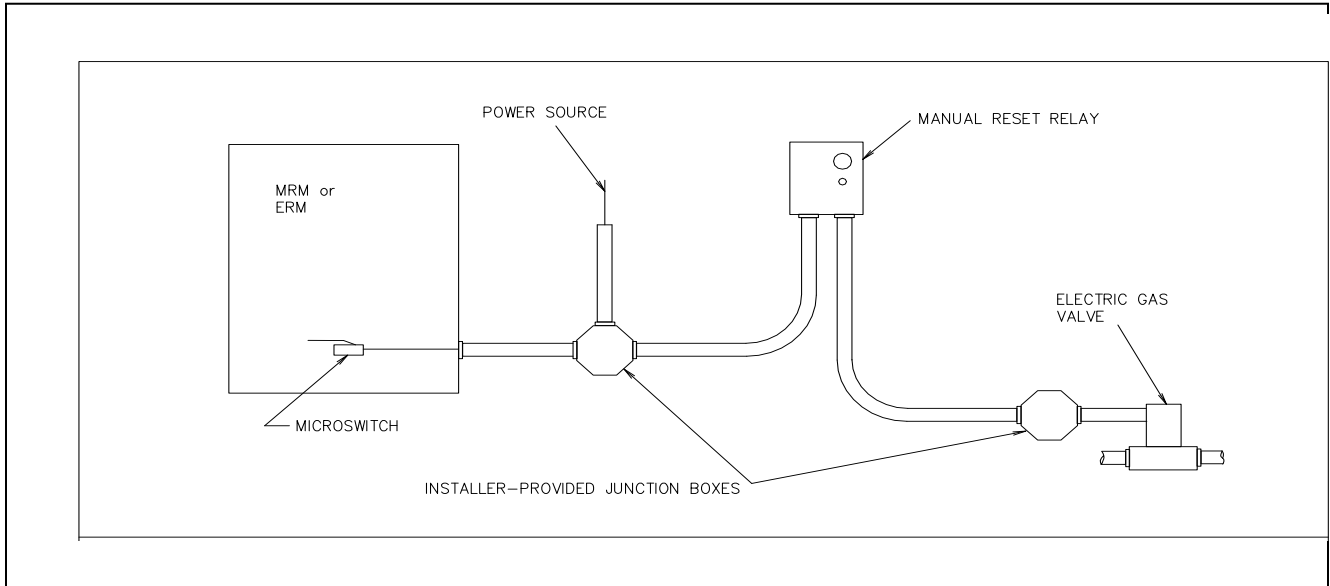 POWER SOURCE
MANUAL RESET RELAY
MRM or
ERM
ELECTRIC GAS
VALVE
MICROSWITCH
INSTALLER-PROVIDED JUNCTION BOXES